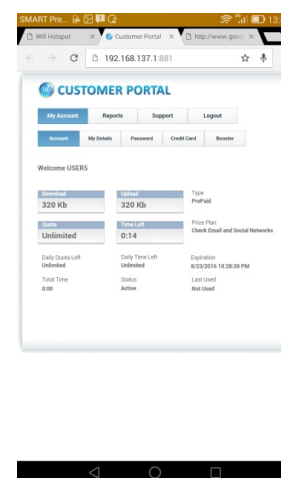 SMART Pre... 13:
Wifi Hotspot × Customer Portal × http://www.goog ×
192.168.137.1:881
CUSTOMER PORTAL
My Account Reports Support Logout
Account My Details Password Credit Card Booster
Welcome USER5
Download Upload Type
320 Kb 320 Kb PrePaid
Quota Time Left Price Plan
Unlimited 0:14 Check Email and Social Networks
Daily Quota Left Daily Time Left Expiration
Unlimited Unlimited 8/23/2016 18:28:39 PM
Total Time Status Last Used
0:00 Active Not Used